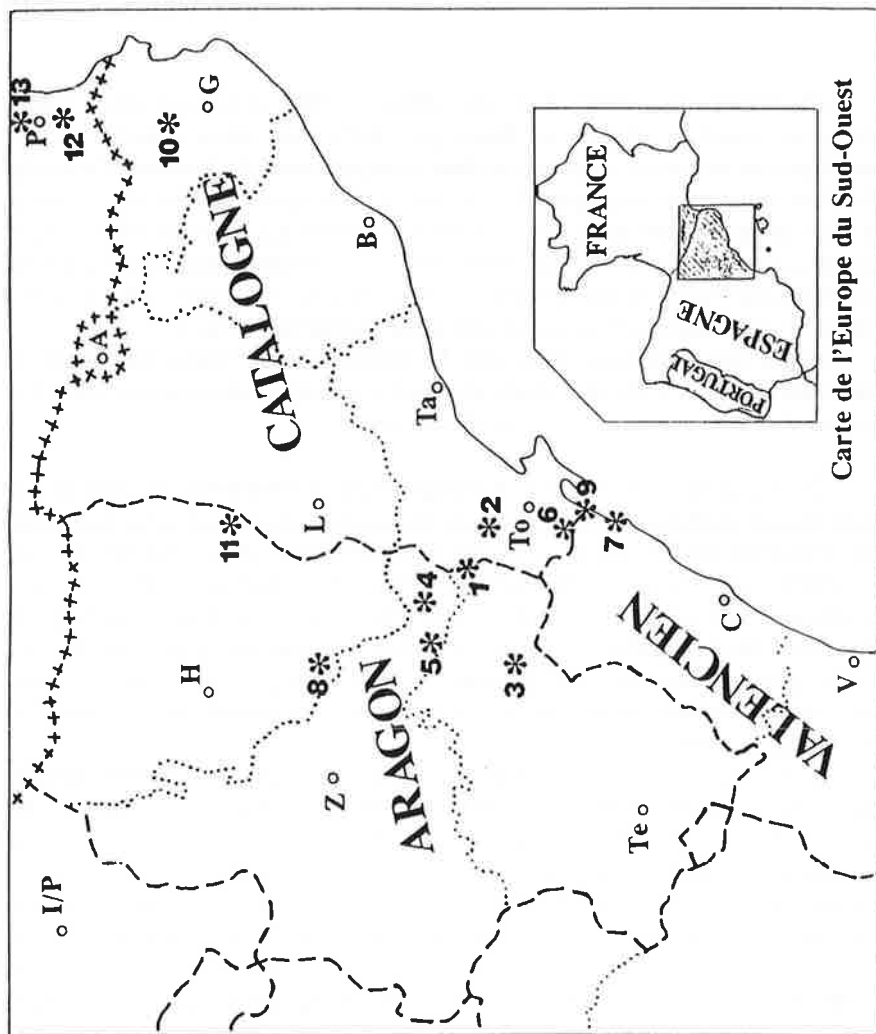 13
P
12
10
G
A
CATALOGNE
B
Ta
L
11
2
To
6
9
7
1
4
5
3
8
H
ARAGON
Z
I/P
Te
C
V
VALENCIEN
FRANCE
ESPAGNE
PORTUGAL
Carte de l'Europe du Sud-Ouest